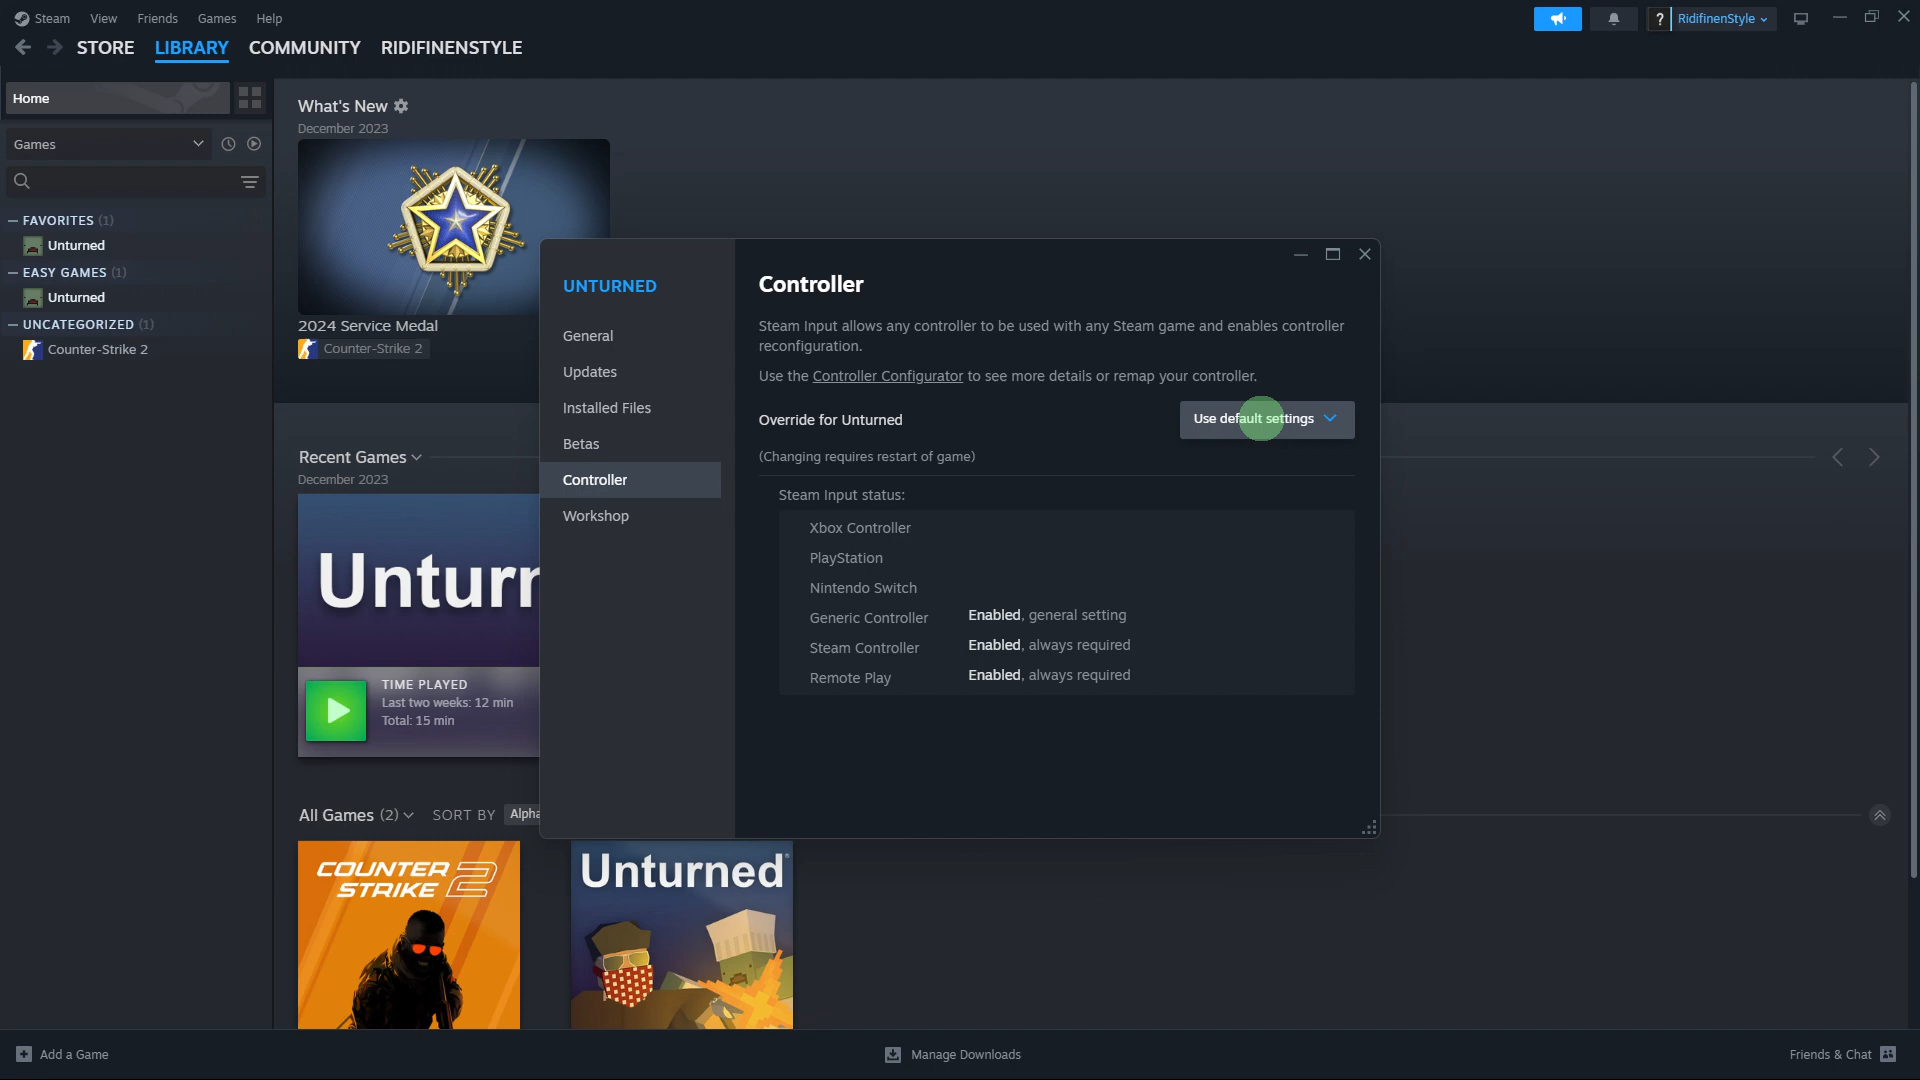 Steam View Friends Games Help
? RidifinenStyle
STORE LIBRARY COMMUNITY RIDIFINENSTYLE
Home
Games
FAVORITES (1)
Unturned
EASY GAMES (1)
Unturned
UNCATEGORIZED (1)
Counter-Strike 2
What's New
December 2023
2024 Service Medal
Counter-Strike 2
Recent Games
December 2023
Unturn
TIME PLAYED
Last two weeks: 12 min
Total: 15 min
All Games (2) SORT BY Alpha
COUNTER
STRIKE 2
Unturned
UNTURNED
General
Updates
Installed Files
Betas
Controller
Workshop
Controller
Steam Input allows any controller to be used with any Steam game and enables controller
reconfiguration.
Use the Controller Configurator to see more details or remap your controller.
Override for Unturned Use default settings
(Changing requires restart of game)
Steam Input status:
Xbox Controller
PlayStation
Nintendo Switch
Generic Controller Enabled, general setting
Steam Controller Enabled, always required
Remote Play Enabled, always required
Add a Game Manage Downloads Friends & Chat